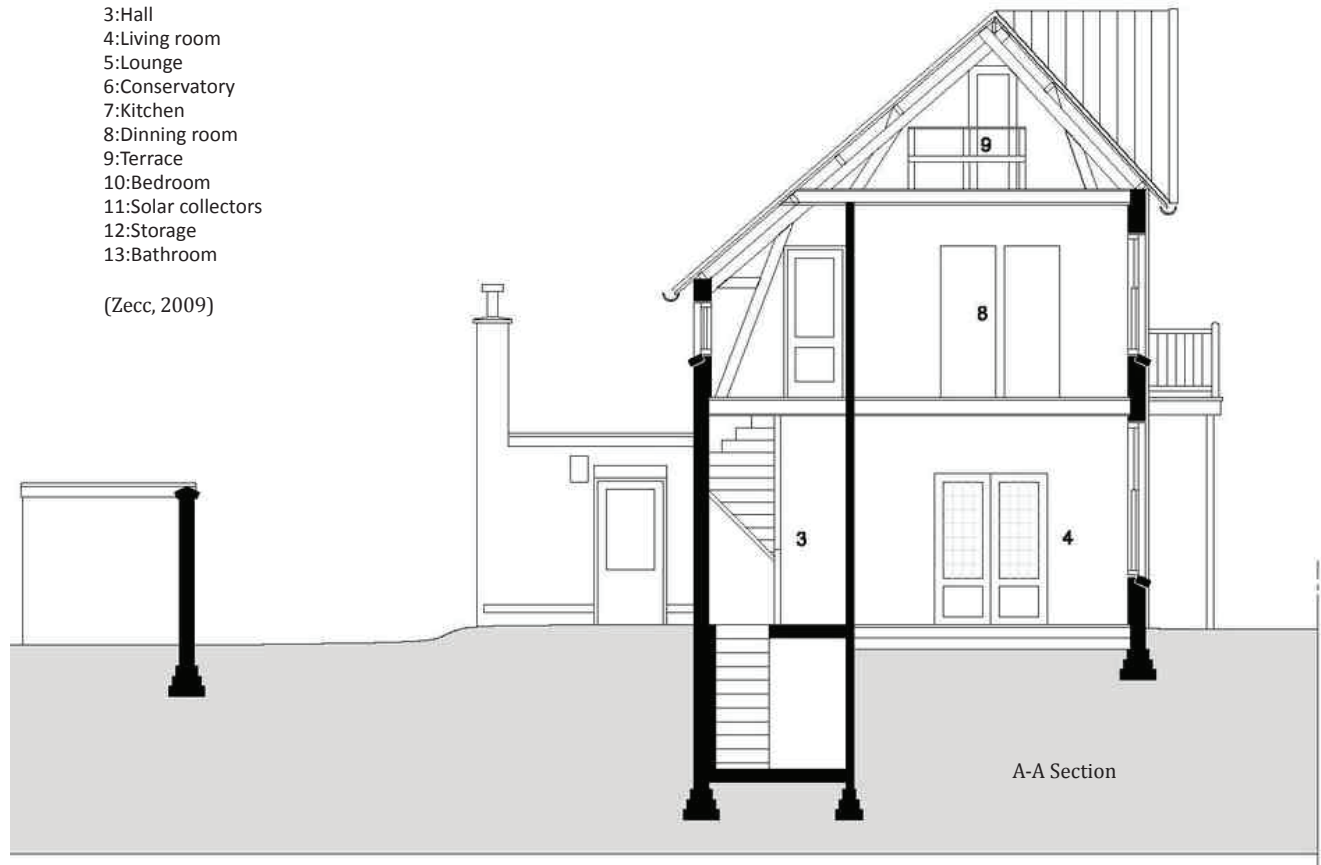 3:Hall
4:Living room
5:Lounge
6:Conservatory
7:Kitchen
8:Dinning room
9:Terrace
10:Bedroom
11:Solar collectors
12:Storage
13:Bathroom
(Zecc, 2009)
9
8
3
4
A-A Section